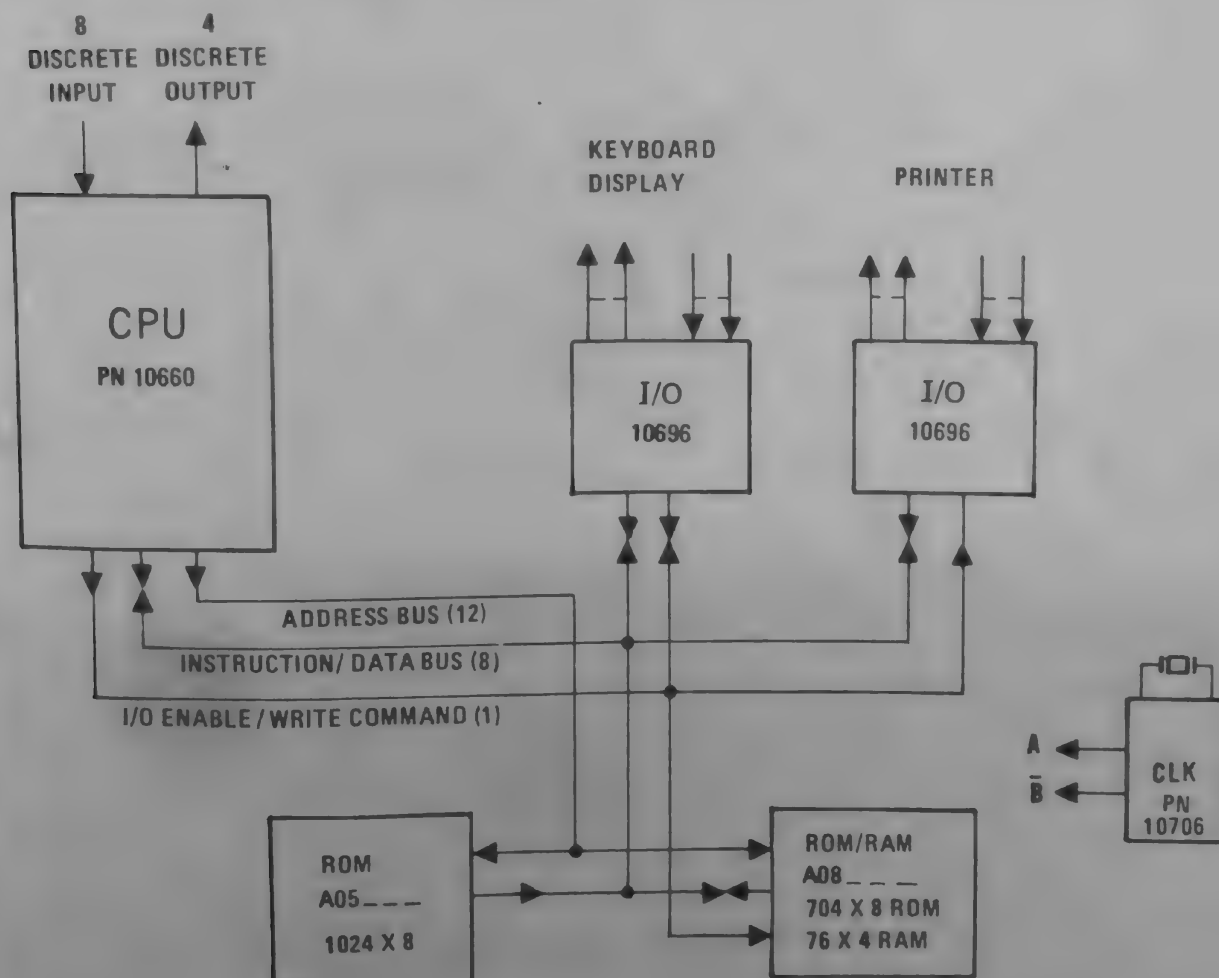 8
DISCRETE
INPUT
4
DISCRETE
OUTPUT
CPU
PN 10660
KEYBOARD
DISPLAY
PRINTER
I/O
10696
I/O
10696
ADDRESS BUS (12)
INSTRUCTION/ DATA BUS (8)
I/O ENABLE / WRITE COMMAND (1)
A
B̅
CLK
PN
10706
ROM
A05_ _ _
1024 X 8
ROM/RAM
A08_ _ _
704 X 8 ROM
76 X 4 RAM